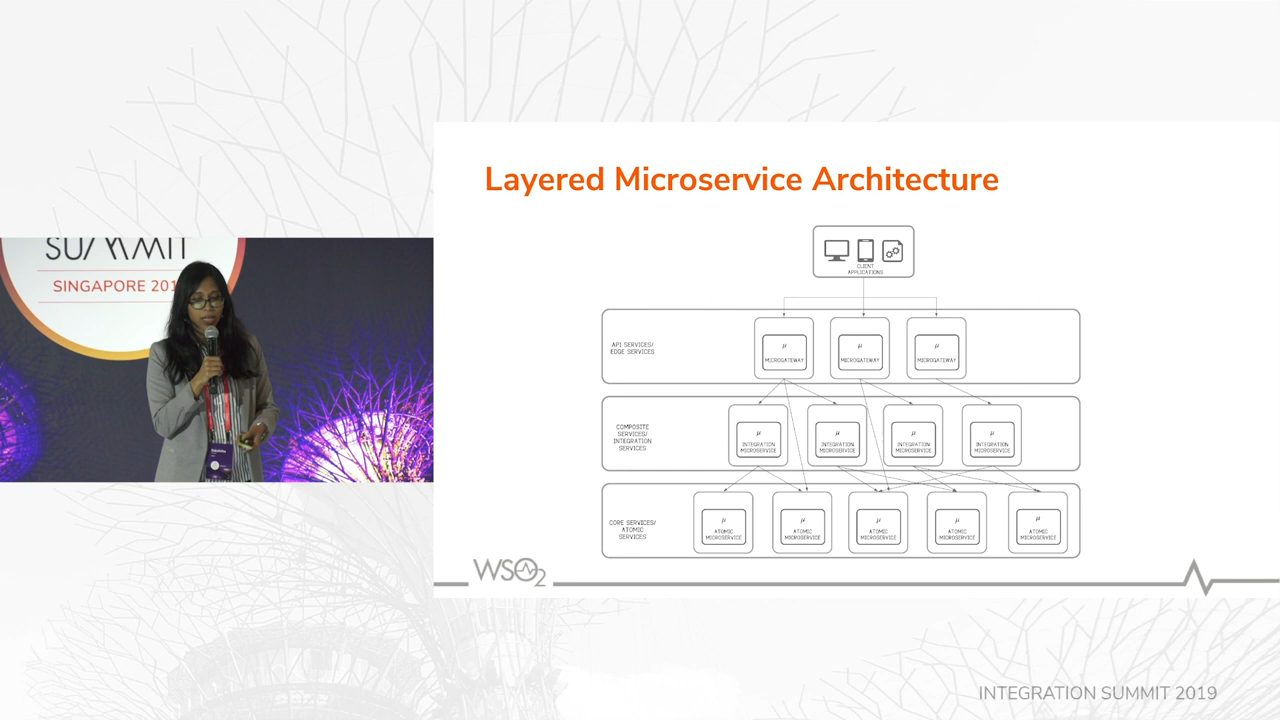 SUMMIT
SINGAPORE 201
Layered Microservice Architecture
CLIENT
APPLICATIONS
API SERVICES/
EDGE SERVICES
μ
MICROGATEWAY
μ
MICROGATEWAY
μ
MICROGATEWAY
COMPOSITE
SERVICES/
INTEGRATION
SERVICES
μ
INTEGRATION
MICROSERVICE
μ
INTEGRATION
MICROSERVICE
μ
INTEGRATION
MICROSERVICE
μ
INTEGRATION
MICROSERVICE
CORE SERVICES/
ATOMIC
SERVICES
μ
ATOMIC
MICROSERVICE
μ
ATOMIC
MICROSERVICE
μ
ATOMIC
MICROSERVICE
μ
ATOMIC
MICROSERVICE
μ
ATOMIC
MICROSERVICE
WSO2
INTEGRATION SUMMIT 2019